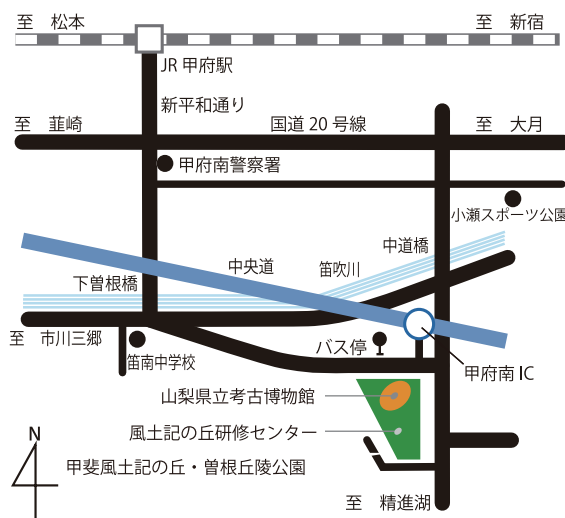 至 松本
至 新宿
JR 甲府駅
新平和通り
至 韮崎
国道 20 号線
至 大月
甲府南警察署
小瀬スポーツ公園
中道橋
中央道
笛吹川
下曽根橋
至 市川三郷
笛南中学校
バス停
甲府南 IC
山梨県立考古博物館
風土記の丘研修センター
甲斐風土記の丘・曽根丘陵公園
N
至 精進湖